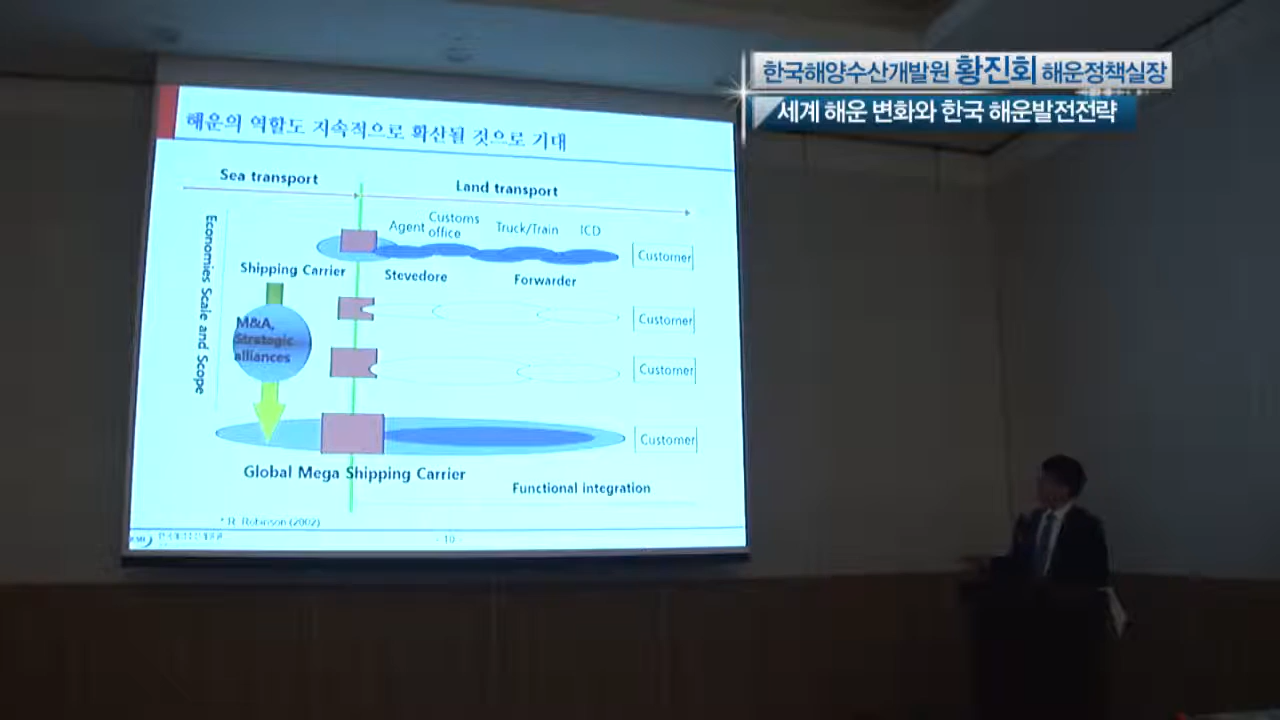 한국해양수산개발원 황진회 해운정책실장
세계 해운 변화와 한국 해운발전전략
해운의 역할도 지속적으로 확산될 것으로 기대
Sea transport
Land transport
Economies Scale and Scope
Agent
Customs office
Truck/Train
ICD
Customer
Shipping Carrier
Stevedore
Forwarder
Customer
M&A,
Strategic
alliances
Customer
Customer
Global Mega Shipping Carrier
Functional integration
* R. Robinson (2002)
- 10 -